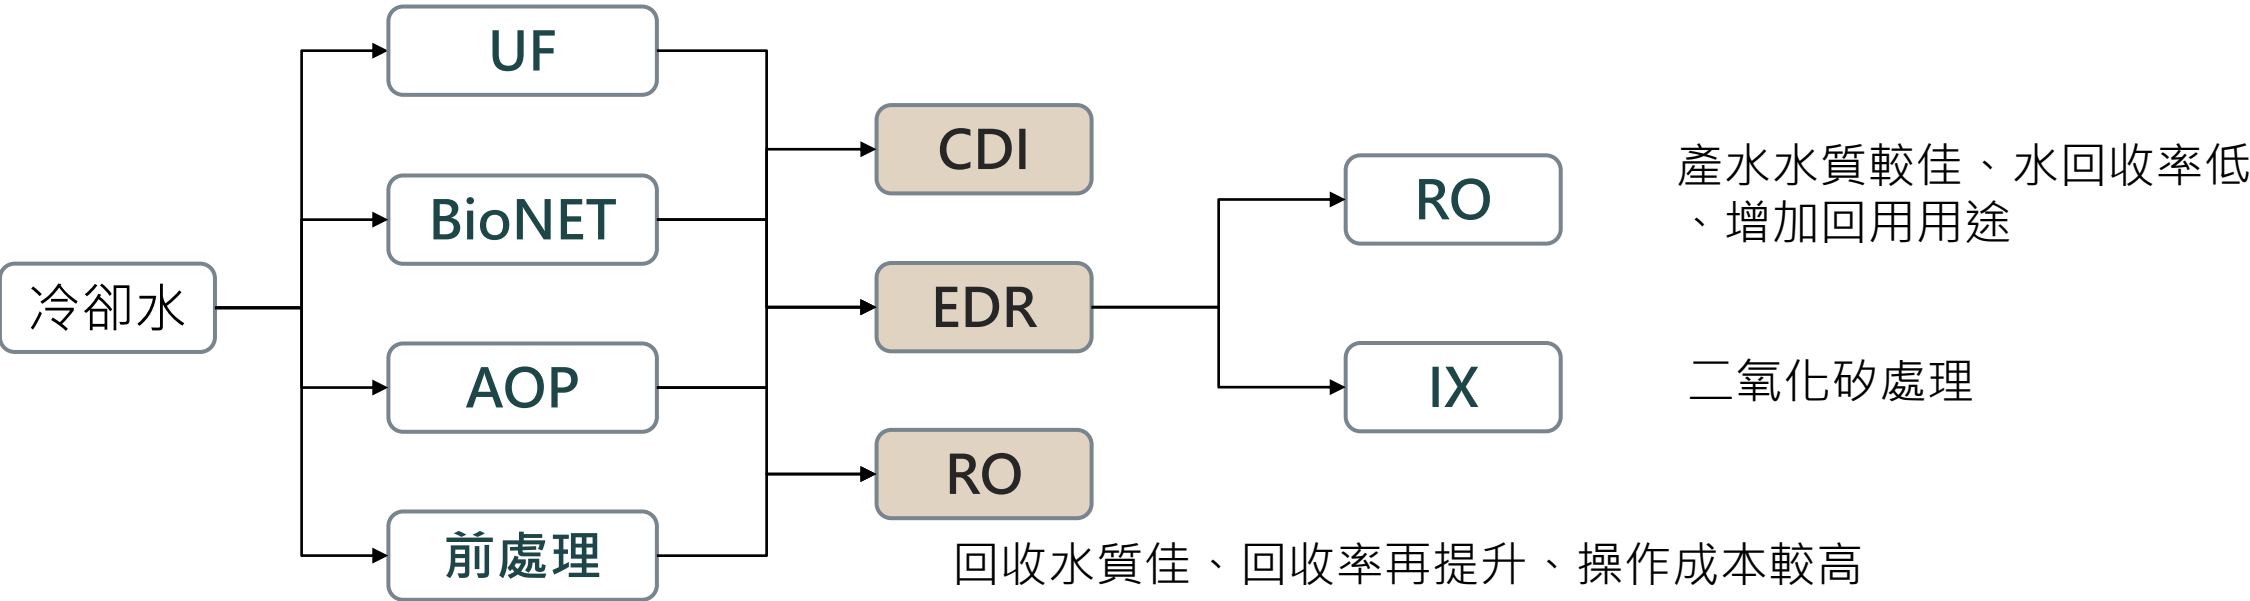 冷卻水
UF
BioNET
AOP
前處理
CDI
EDR
RO
RO
IX
產水水質較佳、水回收率低
、增加回用用途
二氧化矽處理
回收水質佳、回收率再提升、操作成本較高